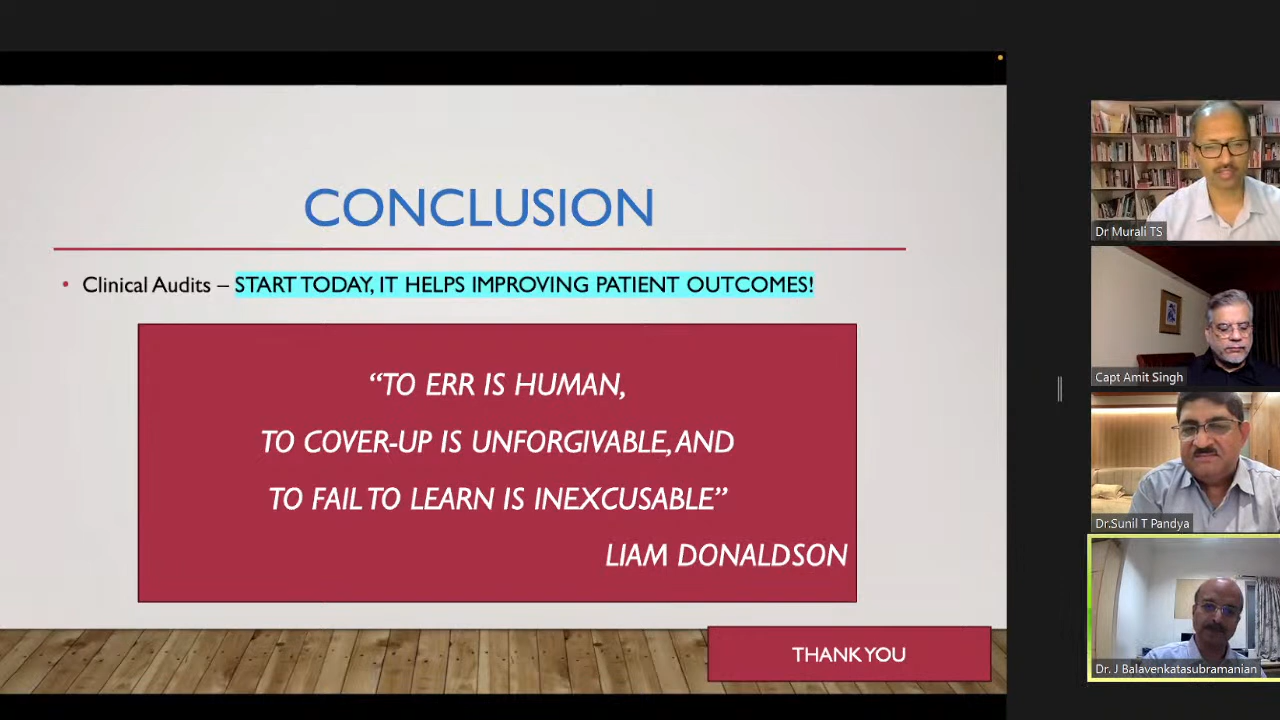 CONCLUSION
• Clinical Audits – START TODAY, IT HELPS IMPROVING PATIENT OUTCOMES!
“TO ERR IS HUMAN,
TO COVER-UP IS UNFORGIVABLE, AND
TO FAIL TO LEARN IS INEXCUSABLE”
LIAM DONALDSON
THANK YOU
Dr Murali TS
Capt Amit Singh
Dr.Sunil T Pandya
Dr. J Balavenkatasubramanian